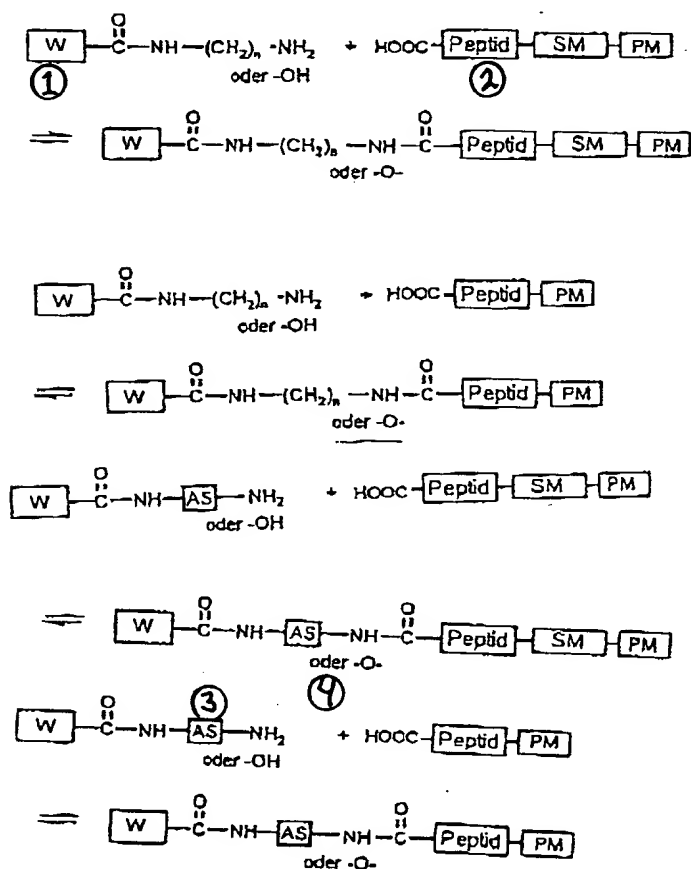 O
W —C—NH—(CH₂)ₙ-NH₂ + HOOC-Peptid-SM-PM
oder -OH
① ②
O O
⇌ W —C—NH—(CH₂)ₙ—NH—C-Peptid-SM-PM
oder -O-
O
W —C—NH—(CH₂)ₙ-NH₂ + HOOC-Peptid-PM
oder -OH
O O
⇌ W —C—NH—(CH₂)ₙ—NH—C-Peptid-PM
oder -O-
O
W —C—NH-AS-NH₂ + HOOC-Peptid-SM-PM
oder -OH
O O
⇌ W —C—NH-AS-NH—C-Peptid-SM-PM
oder -O-
③ ④
O
W —C—NH-AS-NH₂ + HOOC-Peptid-PM
oder -OH
O O
⇌ W —C—NH-AS-NH—C-Peptid-PM
oder -O-